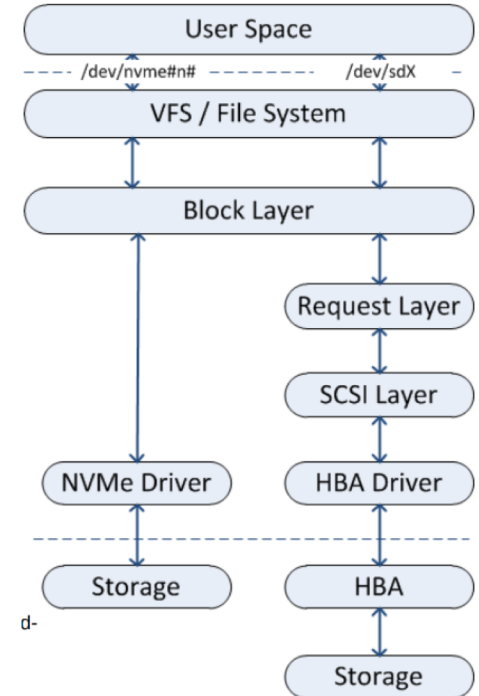 User Space
/dev/nvme#n# /dev/sdX
VFS / File System
Block Layer
Request Layer
SCSI Layer
NVMe Driver HBA Driver
Storage HBA
d-
Storage